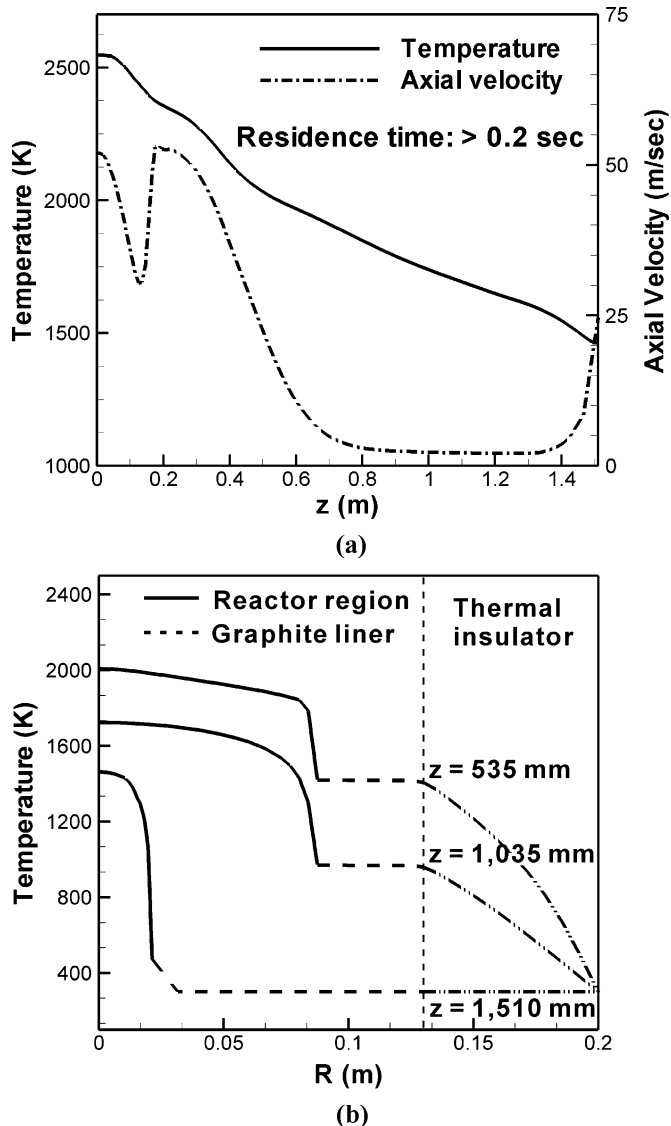 75
2500
Temperature
Axial velocity
Residence time: > 0.2 sec
50
2000
Temperature (K)
Axial Velocity (m/sec)
25
1500
1000
0
0 0.2 0.4 0.6 0.8 1 1.2 1.4
z (m)
(a)
2400
Reactor region
Graphite liner
Thermal
insulator
2000
1600
z = 535 mm
Temperature (K)
1200
z = 1,035 mm
800
400
z = 1,510 mm
0 0.05 0.1 0.15 0.2
R (m)
(b)